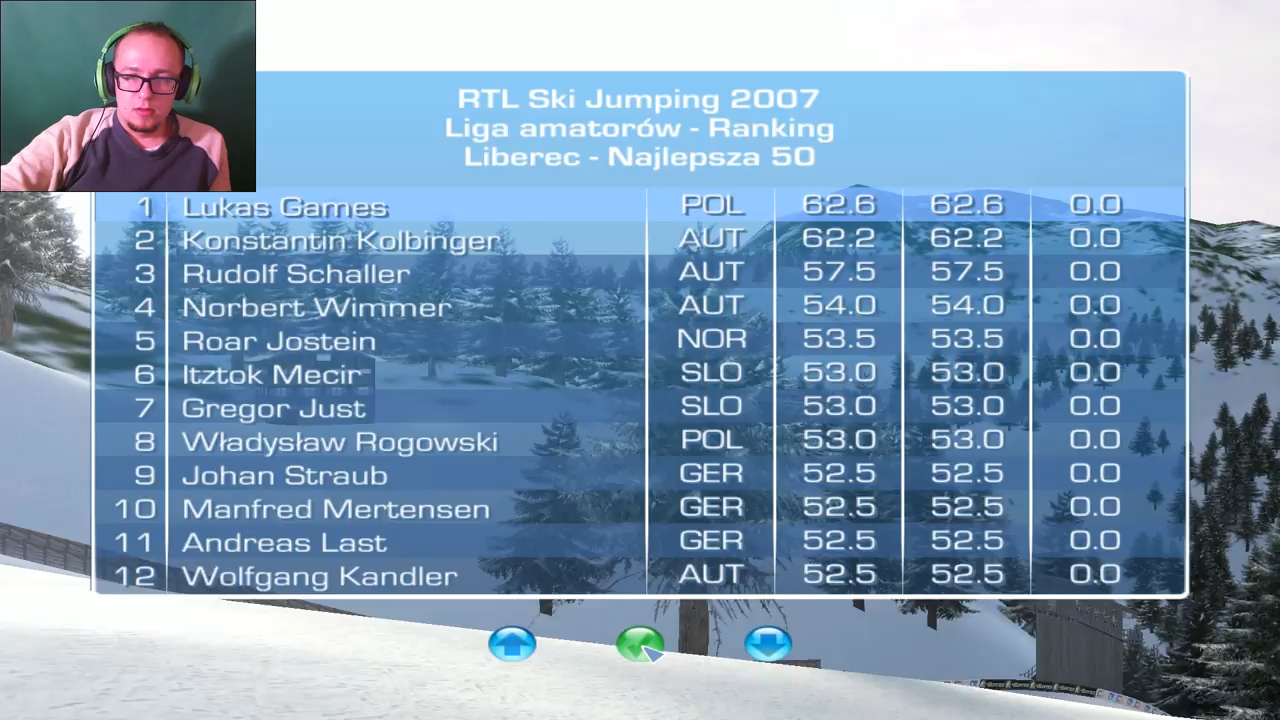 RTL Ski Jumping 2007
Liga amatorów - Ranking
Liberec - Najlepsza 50
1 Lukas Games POL 62.6 62.6 0.0
2 Konstantin Kolbinger AUT 62.2 62.2 0.0
3 Rudolf Schaller AUT 57.5 57.5 0.0
4 Norbert Wimmer AUT 54.0 54.0 0.0
5 Roar Jostein NOR 53.5 53.5 0.0
6 Itztok Mecir SLO 53.0 53.0 0.0
7 Gregor Just SLO 53.0 53.0 0.0
8 Władysław Rogowski POL 53.0 53.0 0.0
9 Johan Straub GER 52.5 52.5 0.0
10 Manfred Mertensen GER 52.5 52.5 0.0
11 Andreas Last GER 52.5 52.5 0.0
12 Wolfgang Kandler AUT 52.5 52.5 0.0